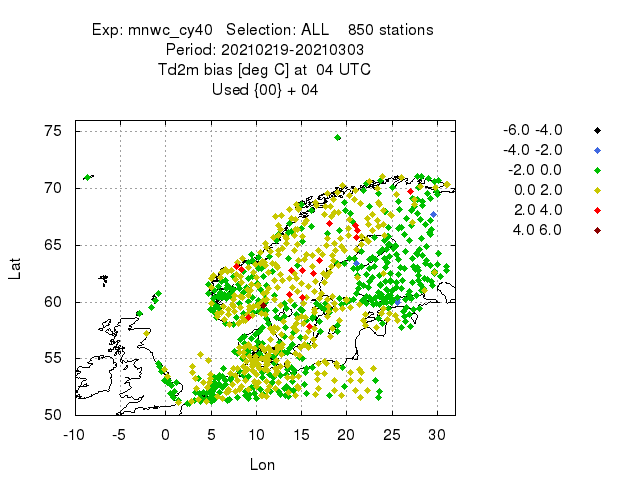 Exp: mnwc_cy40 Selection: ALL 850 stations
Period: 20210219-20210303
Td2m bias [deg C] at 04 UTC
Used {00} + 04
-6.0 -4.0
-4.0 -2.0
-2.0 0.0
0.0 2.0
2.0 4.0
4.0 6.0
75
70
65
60
55
50
Lat
-10 -5 0 5 10 15 20 25 30
Lon